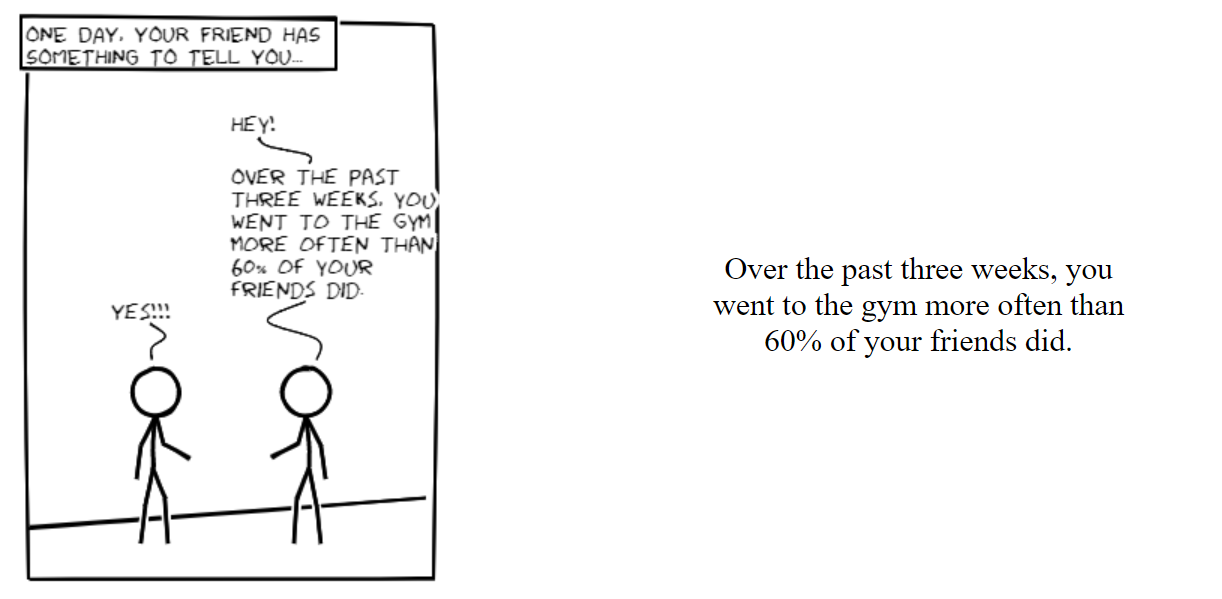 ONE DAY, YOUR FRIEND HAS
SOMETHING TO TELL YOU...
HEY!
OVER THE PAST
THREE WEEKS, YOU
WENT TO THE GYM
MORE OFTEN THAN
60% OF YOUR
FRIENDS DID.
YES!!!
Over the past three weeks, you
went to the gym more often than
60% of your friends did.